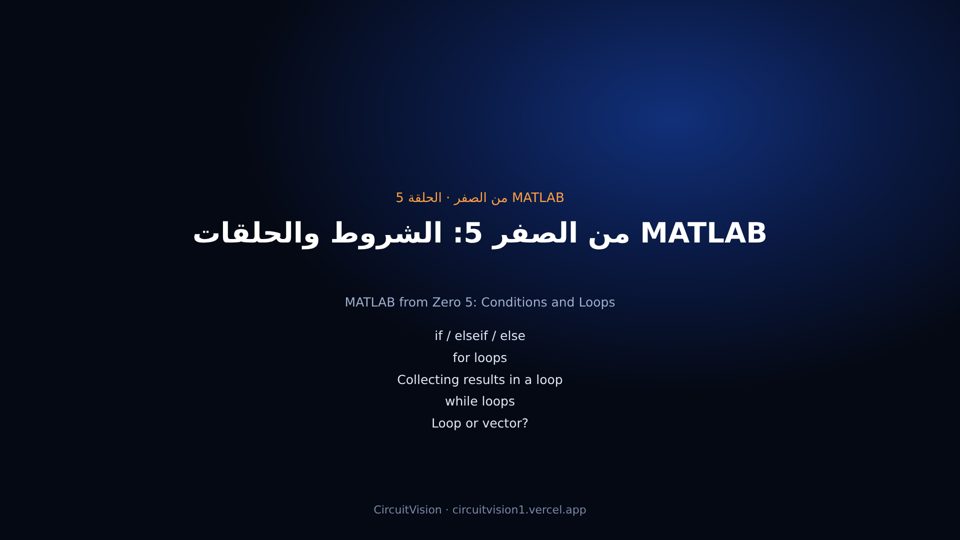 MATLAB من الصفر · الحلقة 5
MATLAB من الصفر 5: الشروط والحلقات
MATLAB from Zero 5: Conditions and Loops
if / elseif / else
for loops
Collecting results in a loop
while loops
Loop or vector?
CircuitVision · circuitvision1.vercel.app